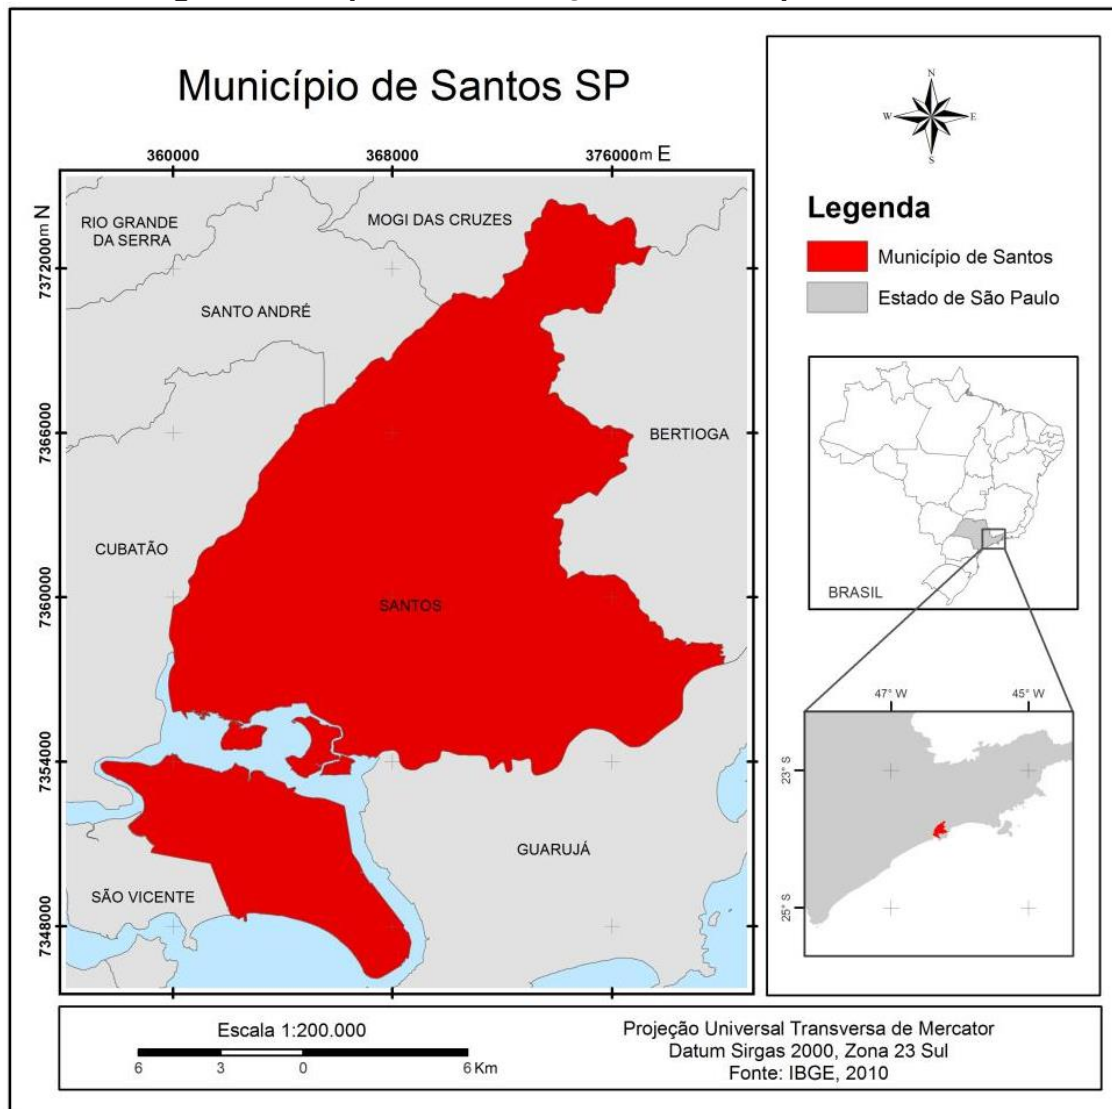 Município de Santos SP
360000
368000
376000m E
7372000m N
7366000
7360000
7354000
7348000
RIO GRANDE
DA SERRA
MOGI DAS CRUZES
SANTO ANDRÉ
BERTIOGA
CUBATÃO
SANTOS
GUARUJÁ
SÃO VICENTE
N
W
E
S
Legenda
Município de Santos
Estado de São Paulo
BRASIL
47° W
45° W
23° S
25° S
Escala 1:200.000
6
3
0
6 Km
Projeção Universal Transversa de Mercator
Datum Sirgas 2000, Zona 23 Sul
Fonte: IBGE, 2010